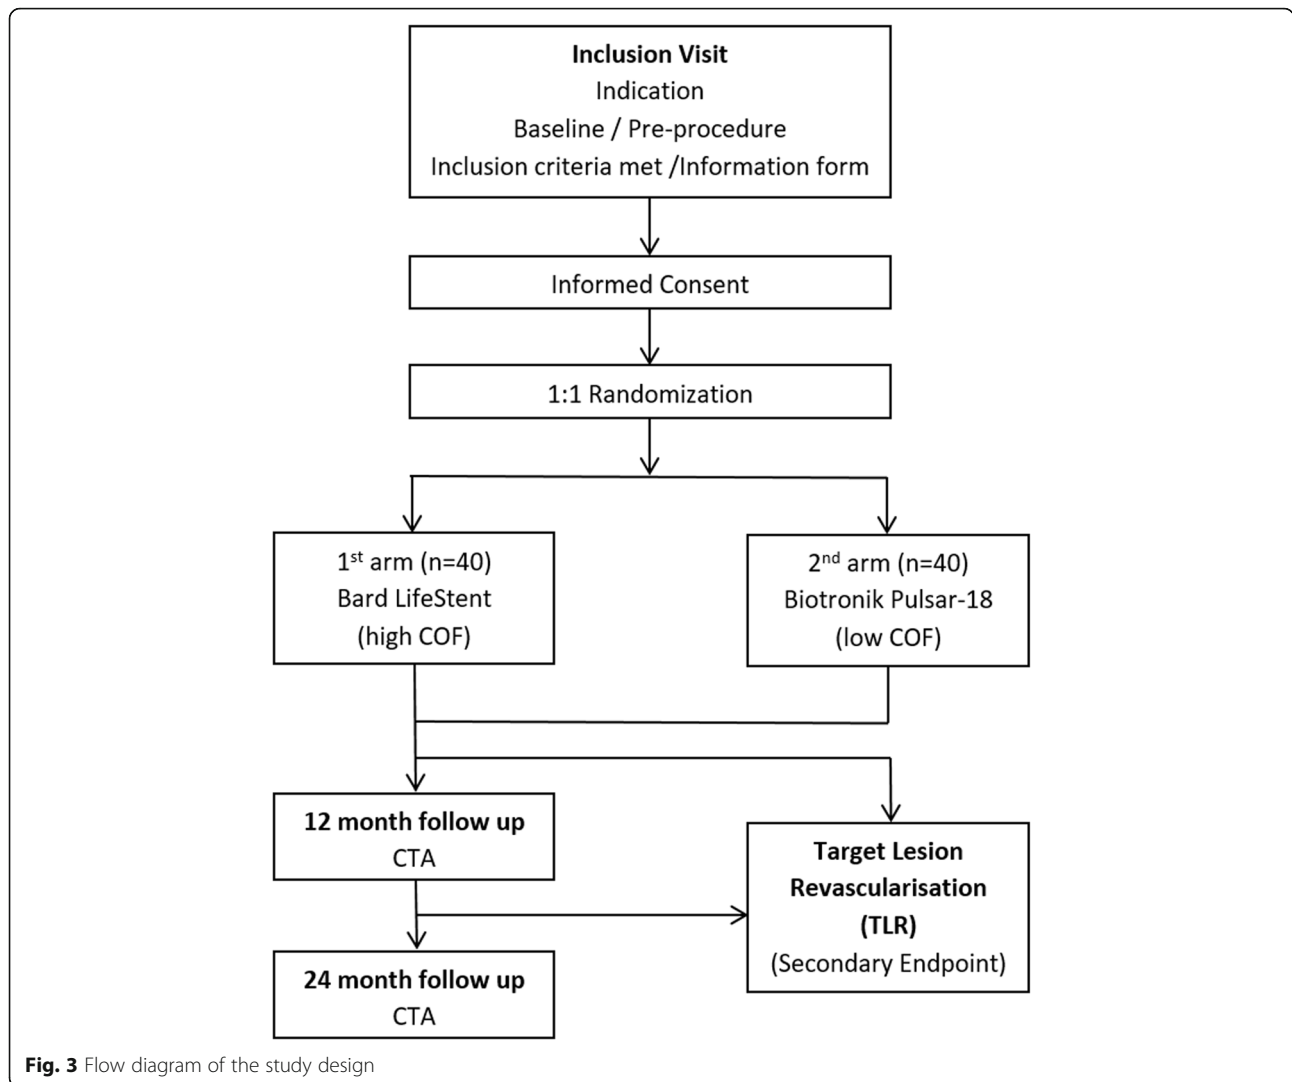 Inclusion Visit
Indication
Baseline / Pre-procedure
Inclusion criteria met /Information form
Informed Consent
1:1 Randomization
1st arm (n=40)
Bard LifeStent
(high COF)
2nd arm (n=40)
Biotronik Pulsar-18
(low COF)
12 month follow up
CTA
Target Lesion
Revascularisation
(TLR)
(Secondary Endpoint)
24 month follow up
CTA
Fig. 3 Flow diagram of the study design